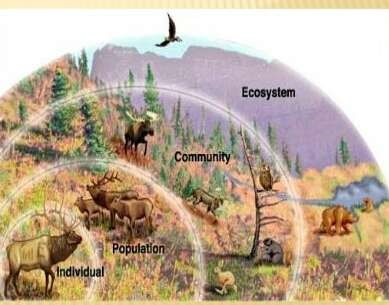 Ecosystem
Community
Population
Individual